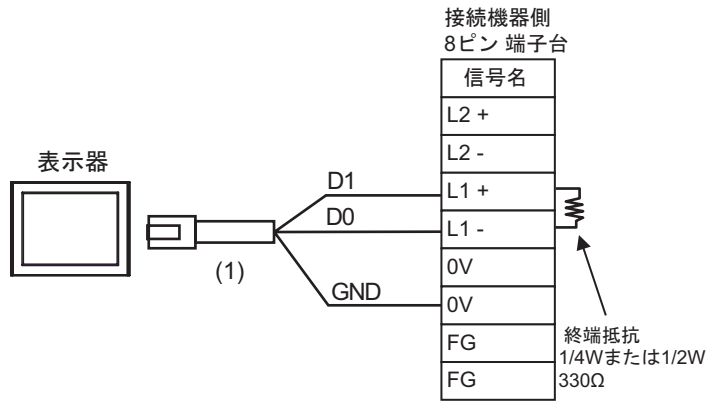 接続機器側
8ピン 端子台
信号名
L2 +
L2 -
表示器
D1
L1 +
D0
L1 -
(1)
0V
GND
0V
FG
FG
終端抵抗
1/4Wまたは1/2W
330Ω